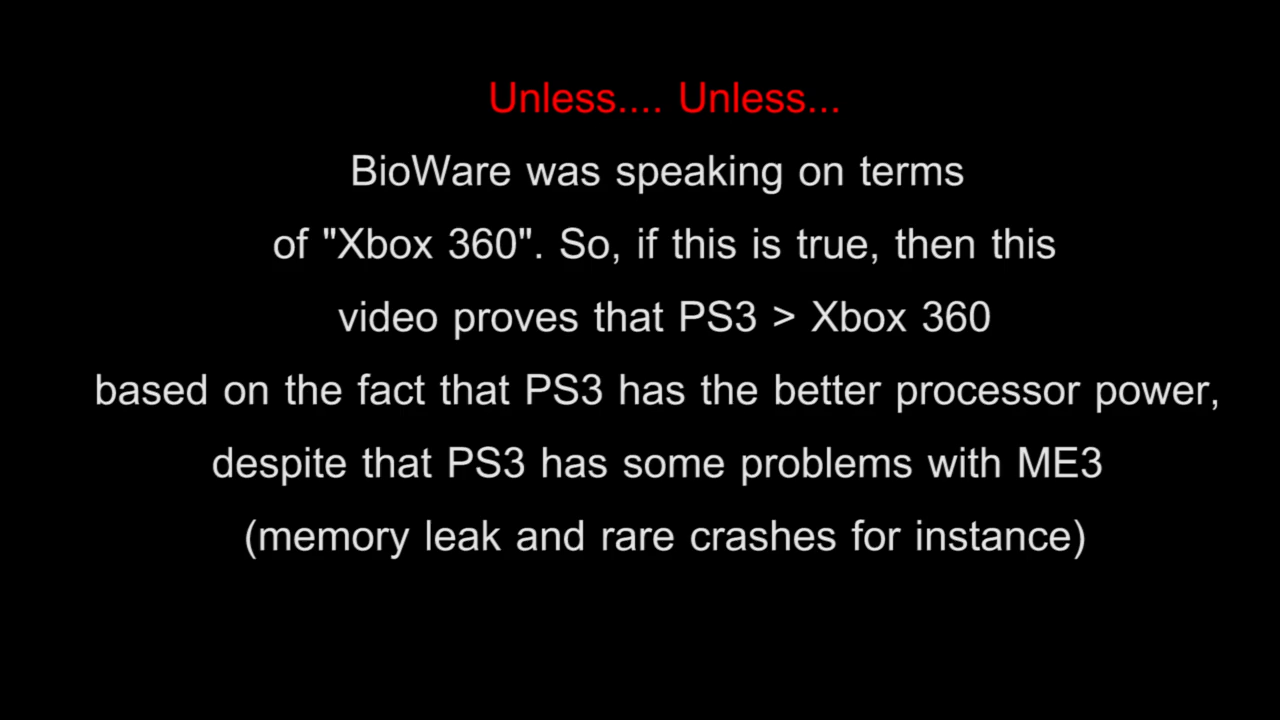 Unless.... Unless...
BioWare was speaking on terms
of "Xbox 360". So, if this is true, then this
video proves that PS3 > Xbox 360
based on the fact that PS3 has the better processor power,
despite that PS3 has some problems with ME3
(memory leak and rare crashes for instance)